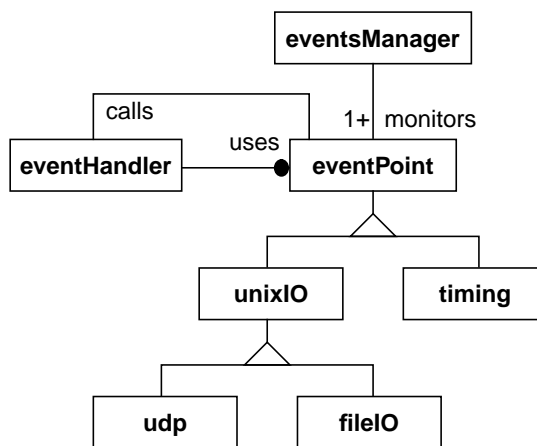 eventsManager
calls
1+ monitors
uses
eventHandler
eventPoint
unixIO
timing
udp
fileIO